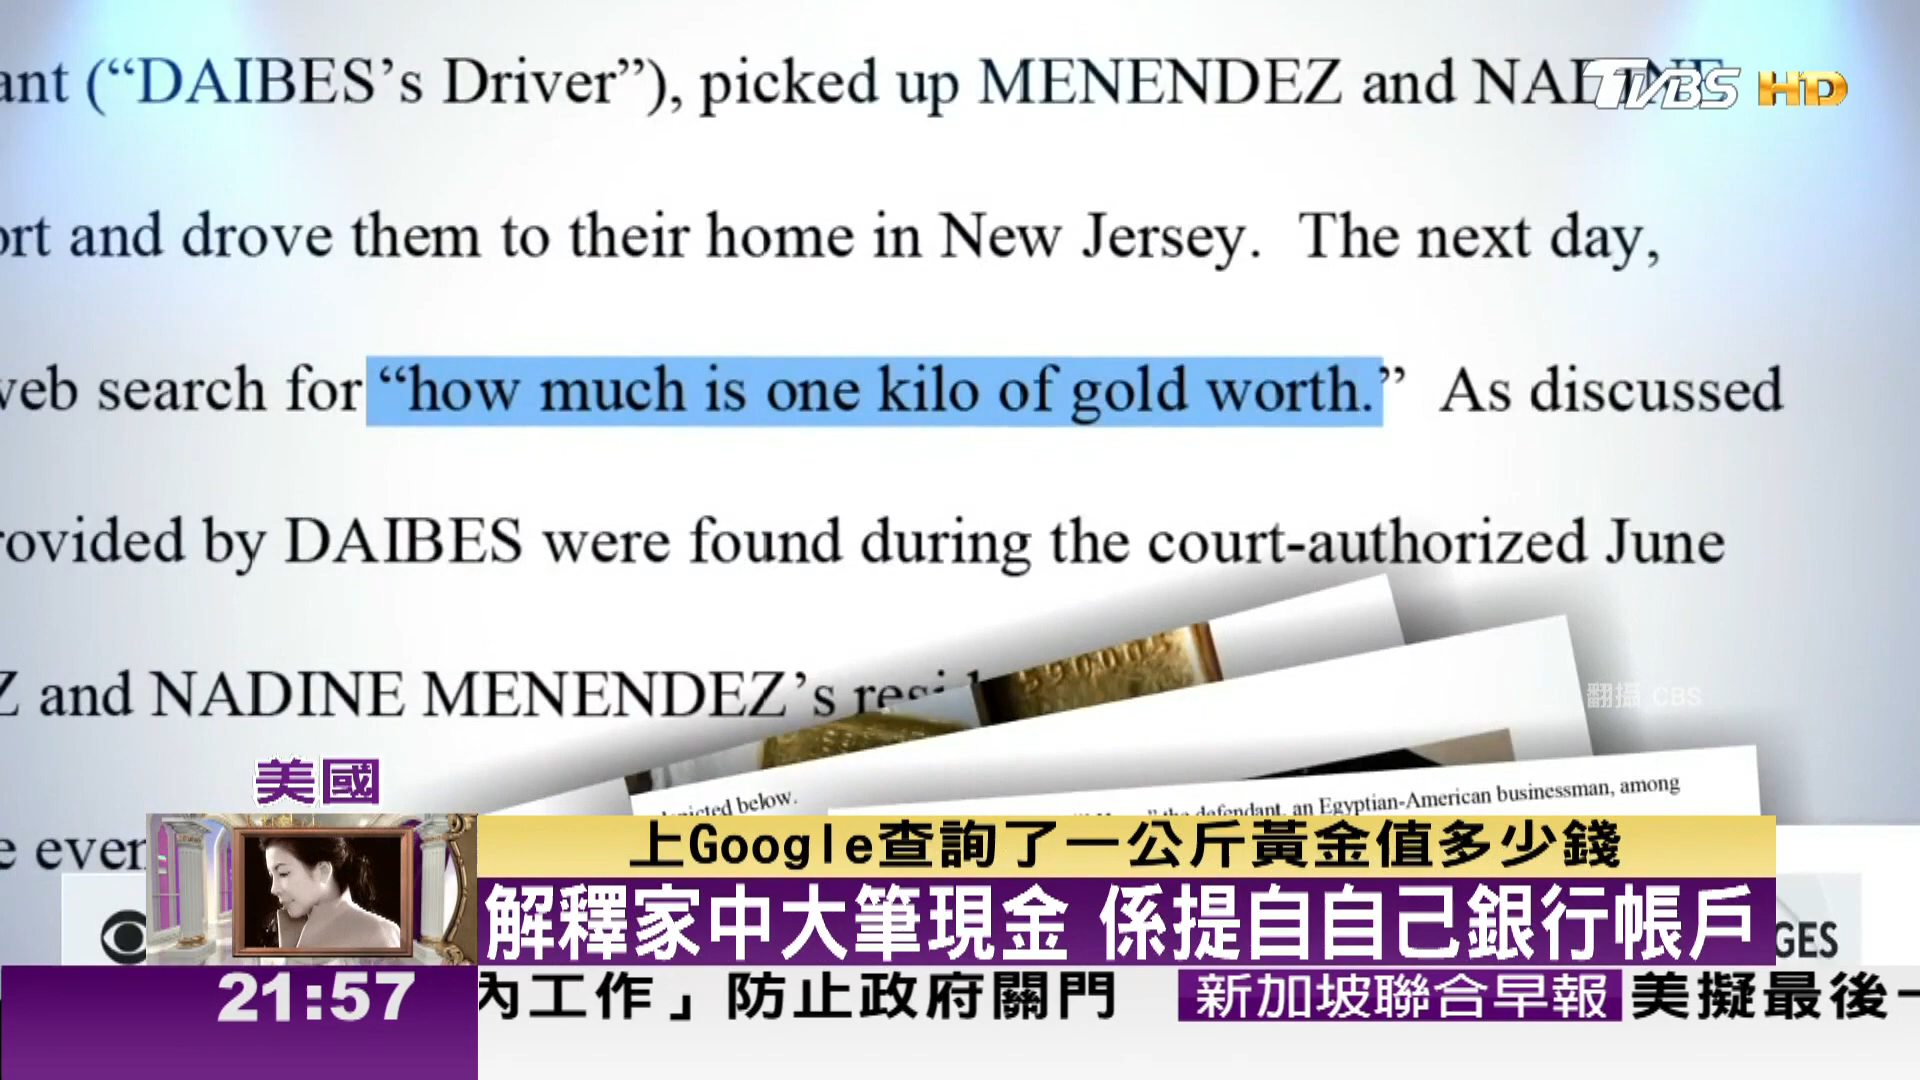 ant (“DAIBES’s Driver”), picked up MENENDEZ and NADINE
TVBS HD
ort and drove them to their home in New Jersey. The next day,
web search for “how much is one kilo of gold worth.” As discussed
rovided by DAIBES were found during the court-authorized June
Z and NADINE MENENDEZ’s
翻攝 CBS
depicted below.
the defendant, an Egyptian-American businessman, among
e even
美國
上Google查詢了一公斤黃金值多少錢
解釋家中大筆現金 係提自自己銀行帳戶
GES
21:57
內工作」防止政府關門 新加坡聯合早報 美擬最後一